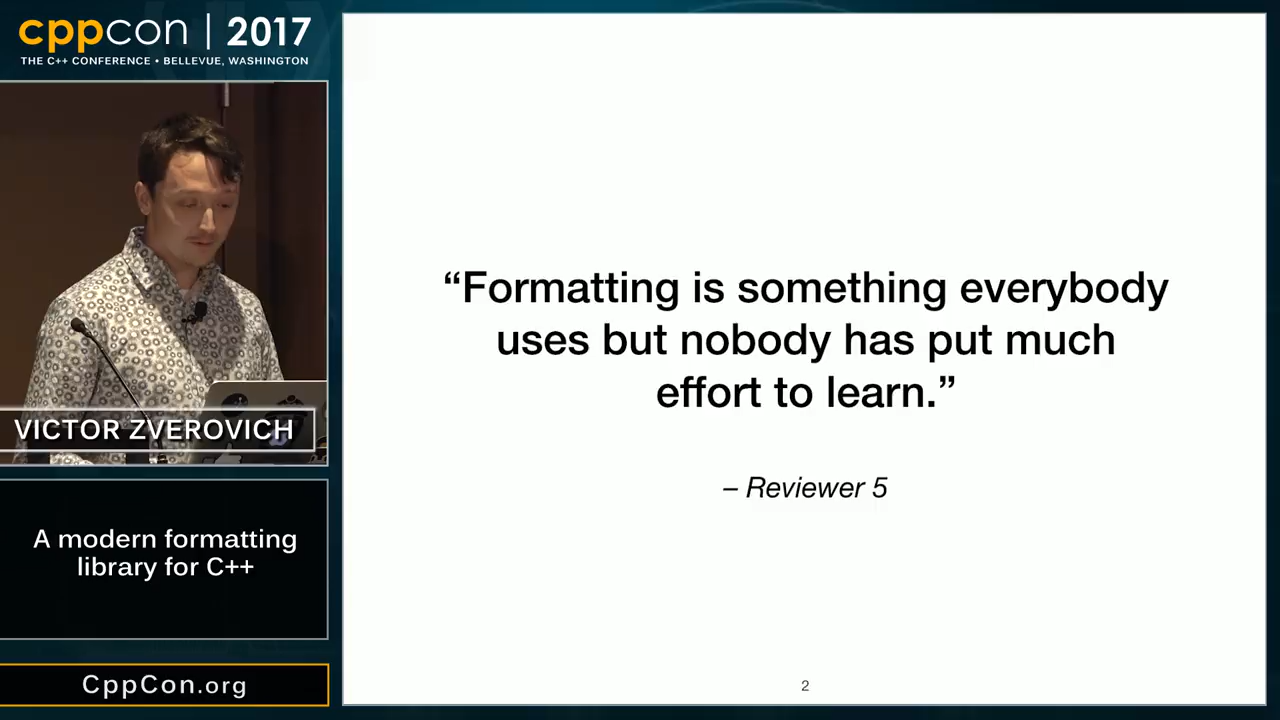 cppcon | 2017
THE C++ CONFERENCE • BELLEVUE, WASHINGTON
VICTOR ZVEROVICH
A modern formatting
library for C++
CppCon.org
“Formatting is something everybody
uses but nobody has put much
effort to learn.”
– Reviewer 5
2